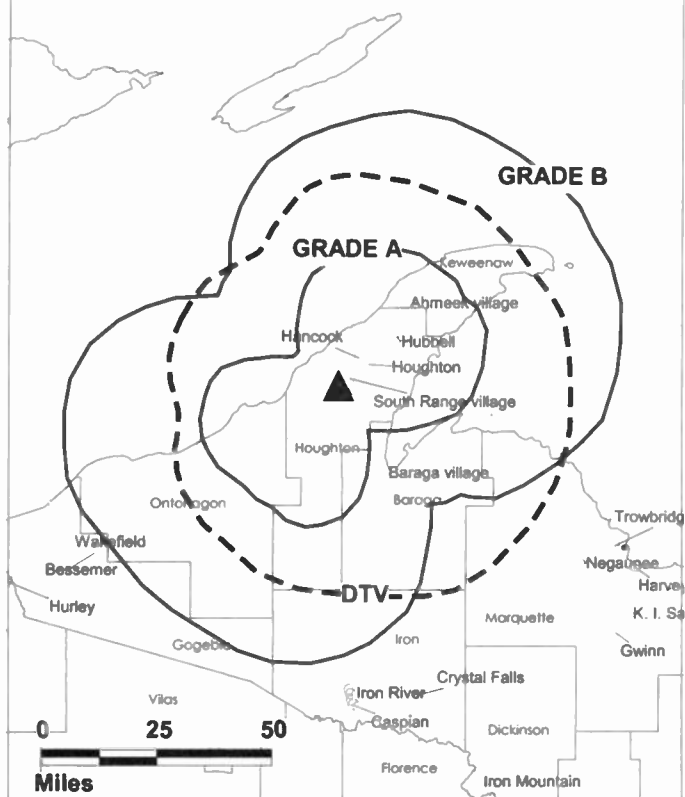 GRADE B
GRADE A
Keweenaw
Ahmeek village
Hancock
Hubbell
Houghton
South Range village
Houghton
Baraga village
Baraga
Ontonagon
Trowbridg
Wakefield
Bessemer
Negaunee
Harvey
DTV
Hurley
K. I. Sa
Marquette
Iron
Gogebic
Gwinn
Crystal Falls
Iron River
Vilas
Caspian
0 25 50
Dictionary
Florence
Iron Mountain
Miles